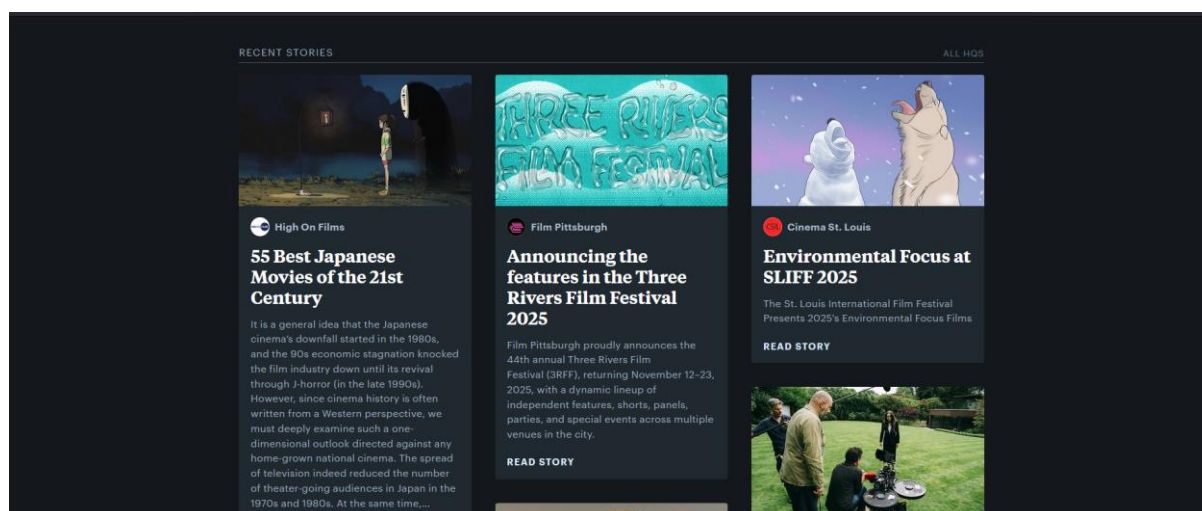 RECENT STORIES
ALL HQS
High On Films
55 Best Japanese
Movies of the 21st
Century
It is a general idea that the Japanese
cinema's downfall started in the 1980s,
and the 90s economic stagnation knocked
the film industry down until its revival
through J-horror (in the late 1990s).
However, since cinema history is often
written from a Western perspective, we
must deeply examine such a one-
dimensional outlook directed against any
home-grown national cinema. The spread
of television indeed reduced the number
of theater-going audiences in Japan in the
1970s and 1980s. At the same time,...
THREE RIVERS
FILM FESTIVAL
Film Pittsburgh
Announcing the
features in the Three
Rivers Film Festival
2025
Film Pittsburgh proudly announces the
44th annual Three Rivers Film
Festival (3RFF), returning November 12–23,
2025, with a dynamic lineup of
independent features, shorts, panels,
parties, and special events across multiple
venues in the city.
READ STORY
CSL
Cinema St. Louis
Environmental Focus at
SLIFF 2025
The St. Louis International Film Festival
Presents 2025's Environmental Focus Films
READ STORY